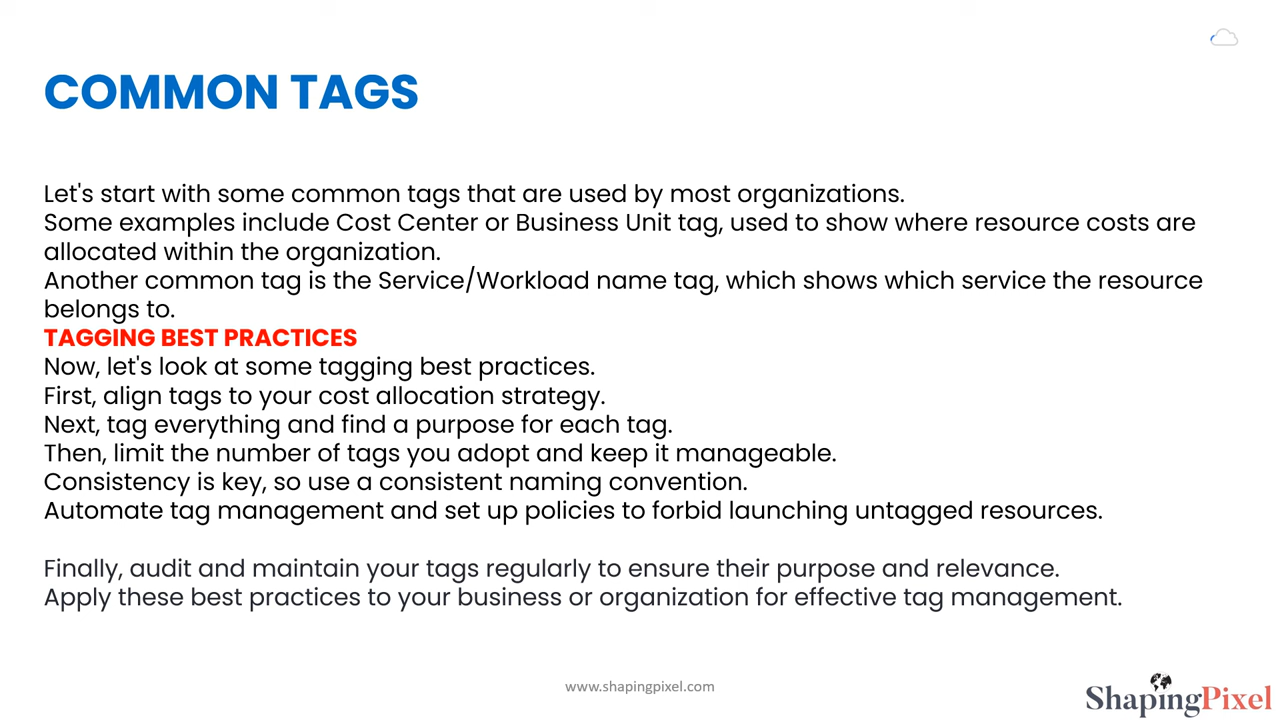 COMMON TAGS
Let's start with some common tags that are used by most organizations.
Some examples include Cost Center or Business Unit tag, used to show where resource costs are
allocated within the organization.
Another common tag is the Service/Workload name tag, which shows which service the resource
belongs to.
TAGGING BEST PRACTICES
Now, let's look at some tagging best practices.
First, align tags to your cost allocation strategy.
Next, tag everything and find a purpose for each tag.
Then, limit the number of tags you adopt and keep it manageable.
Consistency is key, so use a consistent naming convention.
Automate tag management and set up policies to forbid launching untagged resources.
Finally, audit and maintain your tags regularly to ensure their purpose and relevance.
Apply these best practices to your business or organization for effective tag management.
www.shapingpixel.com
ShapingPixel